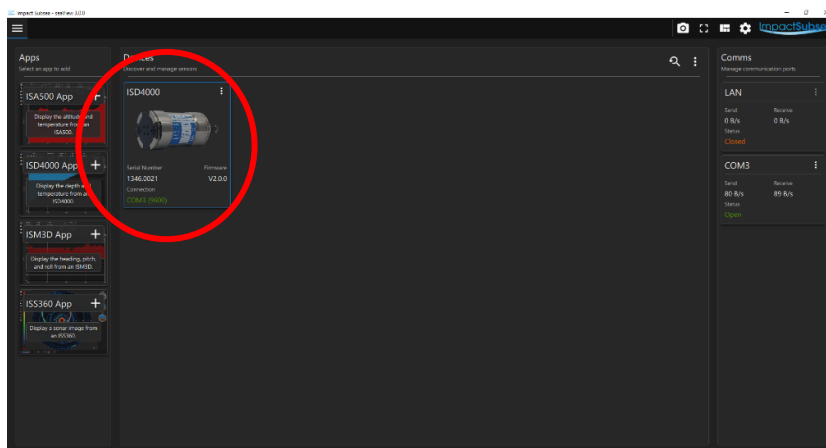 Impact Subsea - seaView 3.0.0
ImpactSubse
Apps
Select an app to add
ISA500 App +
Display the altitude and
temperature from an
ISA500.
ISD4000 App +
Display the depth and
temperature from an
ISD4000.
ISM3D App +
Display the heading, pitch,
and roll from an ISM3D.
ISS360 App +
Display a sonar image from
an ISS360.
Devices
Discover and manage sensors
ISD4000
Serial Number Firmware
1346.0021 V2.0.0
Connection
COM3 (9600)
Comms
Manage communication ports
LAN
Send Receive
0 B/s 0 B/s
Status
Closed
COM3
Send Receive
80 B/s 89 B/s
Status
Open